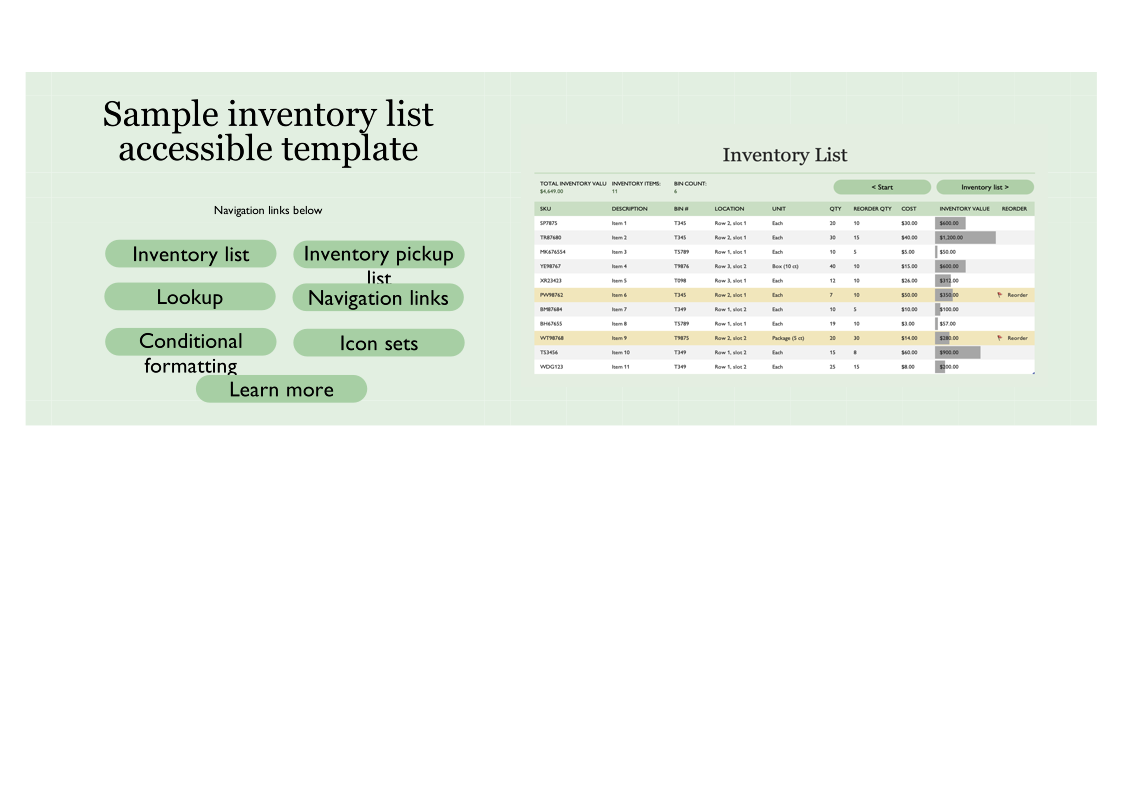 Sample inventory list
accessible template
Navigation links below
Inventory list
Inventory pickup
list
Lookup
Navigation links
Conditional
formatting
Icon sets
Learn more
Inventory List
TOTAL INVENTORY VALU INVENTORY ITEMS: BIN COUNT:
$4,649.00 11 6
< Start
Inventory list >
SKU DESCRIPTION BIN # LOCATION UNIT QTY REORDER QTY COST INVENTORY VALUE REORDER
SP7875 Item 1 T345 Row 2, slot 1 Each 20 10 $30.00 $600.00
TR87680 Item 2 T345 Row 2, slot 1 Each 30 15 $40.00 $1,200.00
MK676554 Item 3 T5789 Row 1, slot 1 Each 10 5 $5.00 $50.00
YE98767 Item 4 T9876 Row 3, slot 2 Box (10 ct) 40 10 $15.00 $600.00
XR23423 Item 5 T098 Row 3, slot 1 Each 12 10 $26.00 $312.00
PW98762 Item 6 T345 Row 2, slot 1 Each 7 10 $50.00 $350.00 Reorder
BM87684 Item 7 T349 Row 1, slot 2 Each 10 5 $10.00 $100.00
BH67655 Item 8 T5789 Row 1, slot 1 Each 19 10 $3.00 $57.00
WT98768 Item 9 T9875 Row 2, slot 2 Package (5 ct) 20 30 $14.00 $280.00 Reorder
TS3456 Item 10 T349 Row 1, slot 2 Each 15 8 $60.00 $900.00
WDG123 Item 11 T349 Row 1, slot 2 Each 25 15 $8.00 $200.00